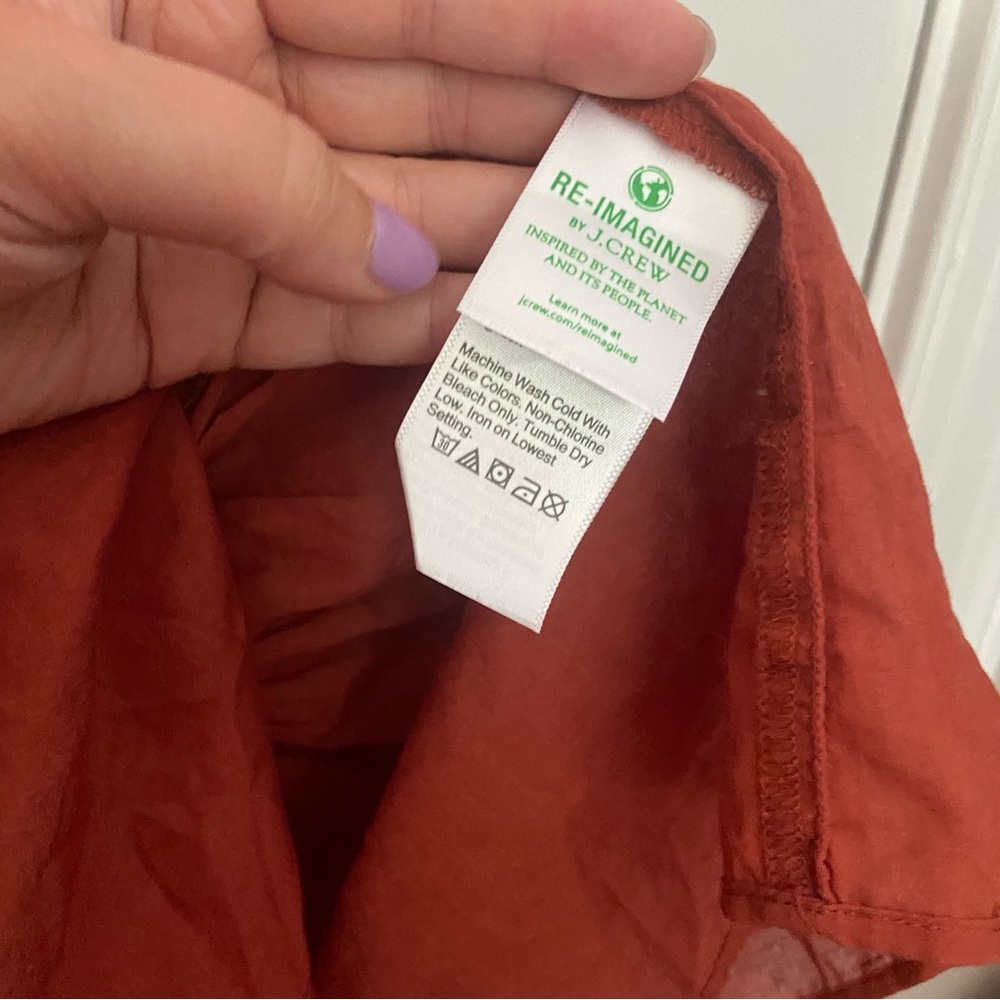 RE-IMAGINED
BY J.CREW
INSPIRED BY THE PLANET
AND ITS PEOPLE.
Learn more at
jcrew.com/reimagined
Machine Wash Cold With
Like Colors. Non-Chlorine
Bleach Only. Tumble Dry
Low. Iron on Lowest
Setting.
30